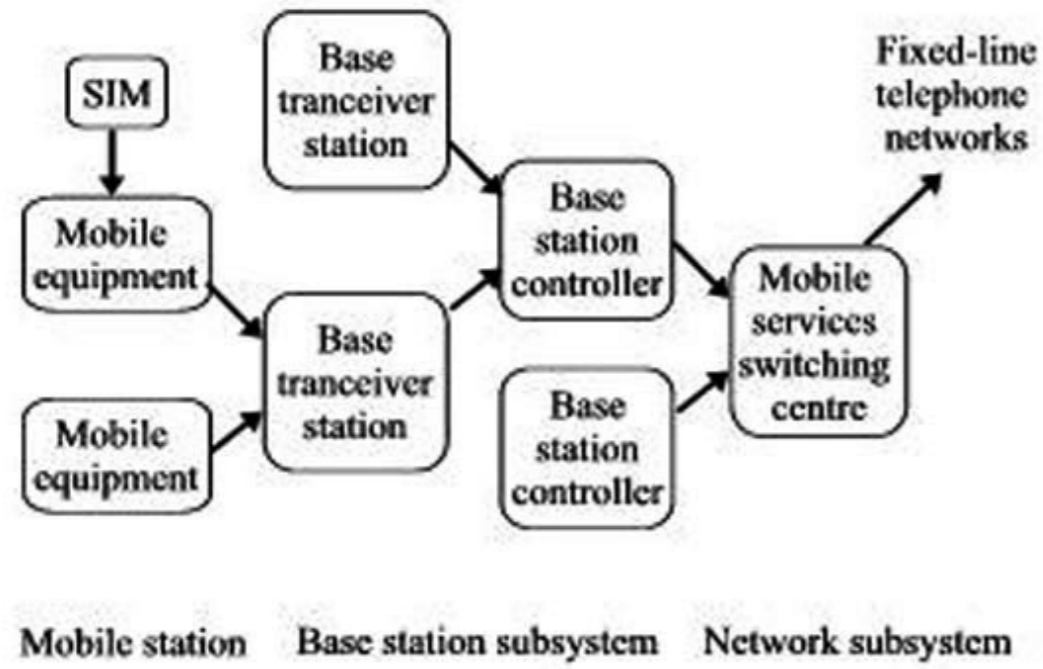 SIM
Mobile
equipment
Mobile
equipment
Base
tranceiver
station
Base
tranceiver
station
Base
station
controller
Base
station
controller
Mobile
services
switching
centre
Fixed-line
telephone
networks
Mobile station
Base station subsystem
Network subsystem